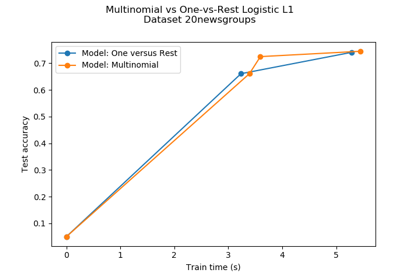 Multinomial vs One-vs-Rest Logistic L1
Dataset 20newsgroups
Model: One versus Rest
Model: Multinomial
Test accuracy
0.7
0.6
0.5
0.4
0.3
0.2
0.1
0 1 2 3 4 5
Train time (s)